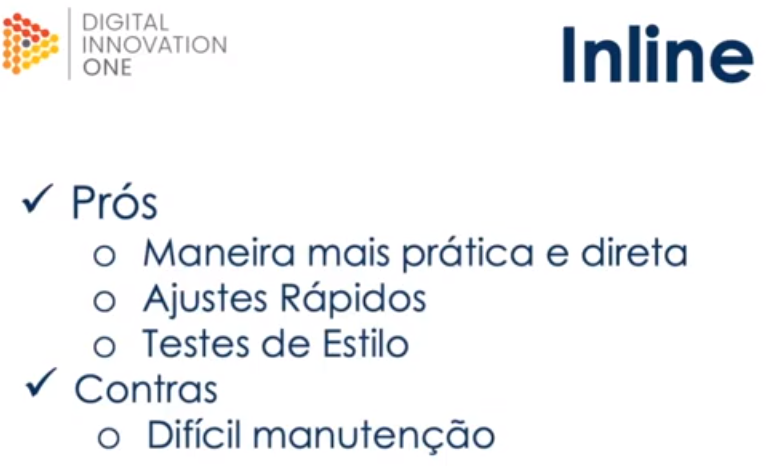 DIGITAL
INNOVATION
ONE
Inline
✓ Prós
o Maneira mais prática e direta
o Ajustes Rápidos
o Testes de Estilo
✓ Contras
o Difícil manutenção